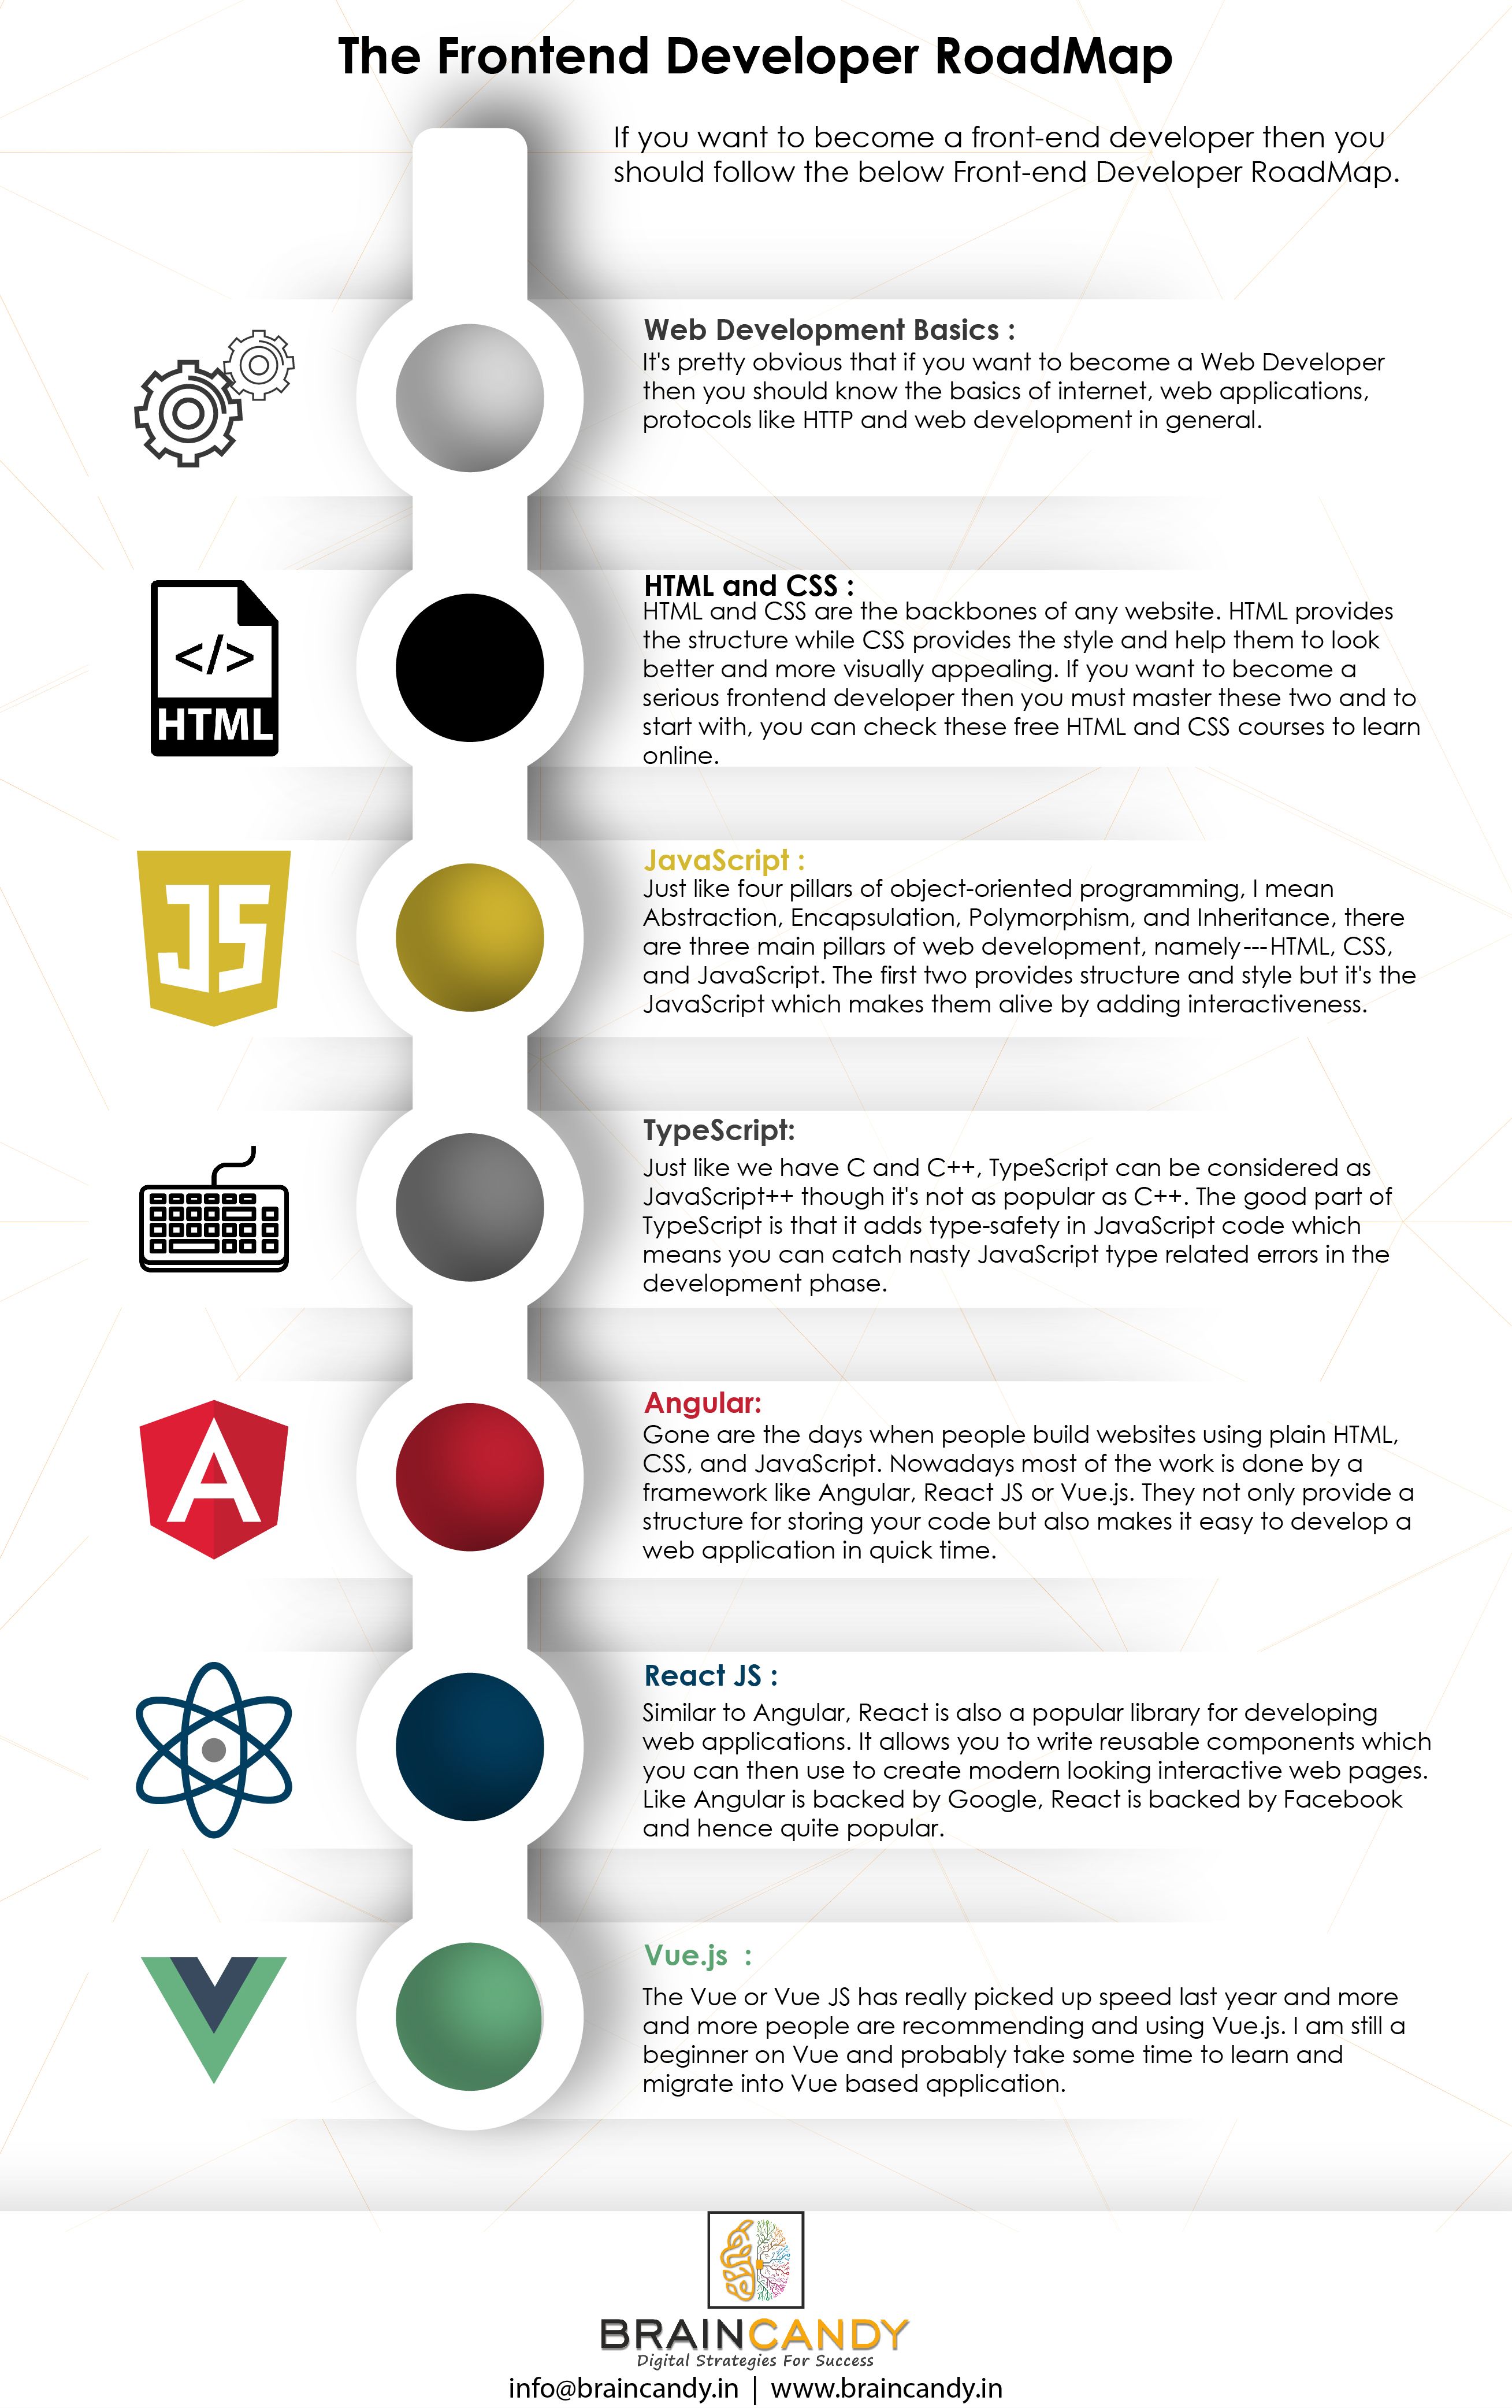 The Frontend Developer RoadMap
If you want to become a front-end developer then you
should follow the below Front-end Developer RoadMap.
Web Development Basics :
It's pretty obvious that if you want to become a Web Developer
then you should know the basics of internet, web applications,
protocols like HTTP and web development in general.
</>
HTML
HTML and CSS :
HTML and CSS are the backbones of any website. HTML provides
the structure while CSS provides the style and help them to look
better and more visually appealing. If you want to become a
serious frontend developer then you must master these two and to
start with, you can check these free HTML and CSS courses to learn
online.
JS
JavaScript :
Just like four pillars of object-oriented programming, I mean
Abstraction, Encapsulation, Polymorphism, and Inheritance, there
are three main pillars of web development, namely---HTML, CSS,
and JavaScript. The first two provides structure and style but it's the
JavaScript which makes them alive by adding interactiveness.
TypeScript:
Just like we have C and C++, TypeScript can be considered as
JavaScript++ though it's not as popular as C++. The good part of
TypeScript is that it adds type-safety in JavaScript code which
means you can catch nasty JavaScript type related errors in the
development phase.
A
Angular:
Gone are the days when people build websites using plain HTML,
CSS, and JavaScript. Nowadays most of the work is done by a
framework like Angular, React JS or Vue.js. They not only provide a
structure for storing your code but also makes it easy to develop a
web application in quick time.
React JS :
Similar to Angular, React is also a popular library for developing
web applications. It allows you to write reusable components which
you can then use to create modern looking interactive web pages.
Like Angular is backed by Google, React is backed by Facebook
and hence quite popular.
Vue.js :
The Vue or Vue JS has really picked up speed last year and more
and more people are recommending and using Vue.js. I am still a
beginner on Vue and probably take some time to learn and
migrate into Vue based application.
BRAINCANDY
Digital Strategies For Success
info@braincandy.in | www.braincandy.in